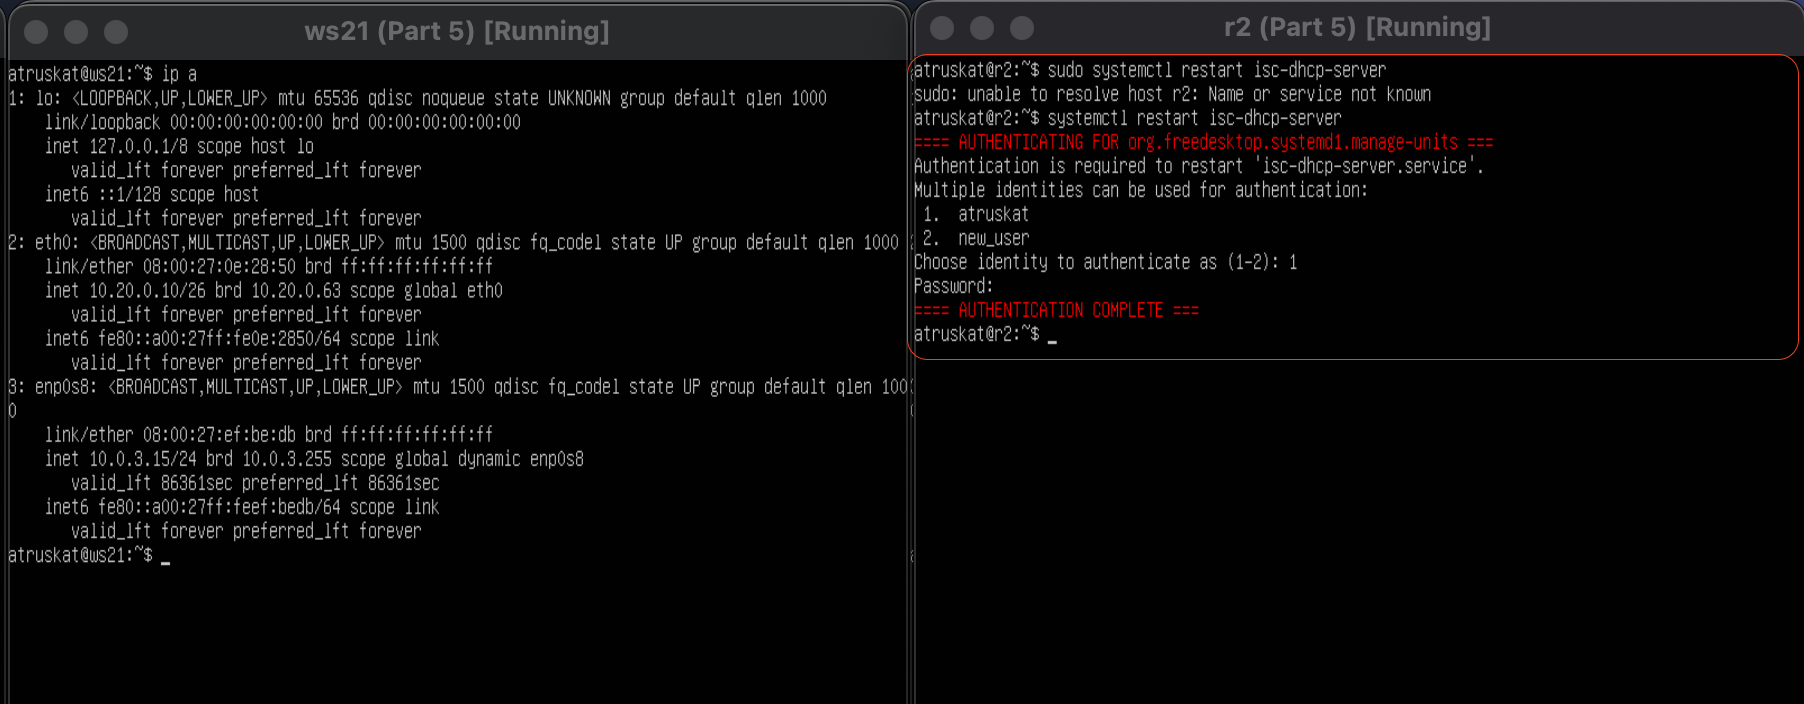 ws21 (Part 5) [Running]
atruskat@ws21:~$ ip a
1: lo: <LOOPBACK,UP,LOWER_UP> mtu 65536 qdisc noqueue state UNKNOWN group default qlen 1000
    link/loopback 00:00:00:00:00:00 brd 00:00:00:00:00:00
    inet 127.0.0.1/8 scope host lo
       valid_lft forever preferred_lft forever
    inet6 ::1/128 scope host
       valid_lft forever preferred_lft forever
2: eth0: <BROADCAST,MULTICAST,UP,LOWER_UP> mtu 1500 qdisc fq_codel state UP group default qlen 1000
    link/ether 08:00:27:0e:28:50 brd ff:ff:ff:ff:ff:ff
    inet 10.20.0.10/26 brd 10.20.0.63 scope global eth0
       valid_lft forever preferred_lft forever
    inet6 fe80::a00:27ff:fe0e:2850/64 scope link
       valid_lft forever preferred_lft forever
3: enp0s8: <BROADCAST,MULTICAST,UP,LOWER_UP> mtu 1500 qdisc fq_codel state UP group default qlen 100
0
    link/ether 08:00:27:ef:be:db brd ff:ff:ff:ff:ff:ff
    inet 10.0.3.15/24 brd 10.0.3.255 scope global dynamic enp0s8
       valid_lft 86361sec preferred_lft 86361sec
    inet6 fe80::a00:27ff:feef:bedb/64 scope link
       valid_lft forever preferred_lft forever
atruskat@ws21:~$ _
r2 (Part 5) [Running]
atruskat@r2:~$ sudo systemctl restart isc-dhcp-server
sudo: unable to resolve host r2: Name or service not known
atruskat@r2:~$ systemctl restart isc-dhcp-server
==== AUTHENTICATING FOR org.freedesktop.systemd1.manage-units ===
Authentication is required to restart 'isc-dhcp-server.service'.
Multiple identities can be used for authentication:
 1.  atruskat
 2.  new_user
Choose identity to authenticate as (1-2): 1
Password:
==== AUTHENTICATION COMPLETE ===
atruskat@r2:~$ _